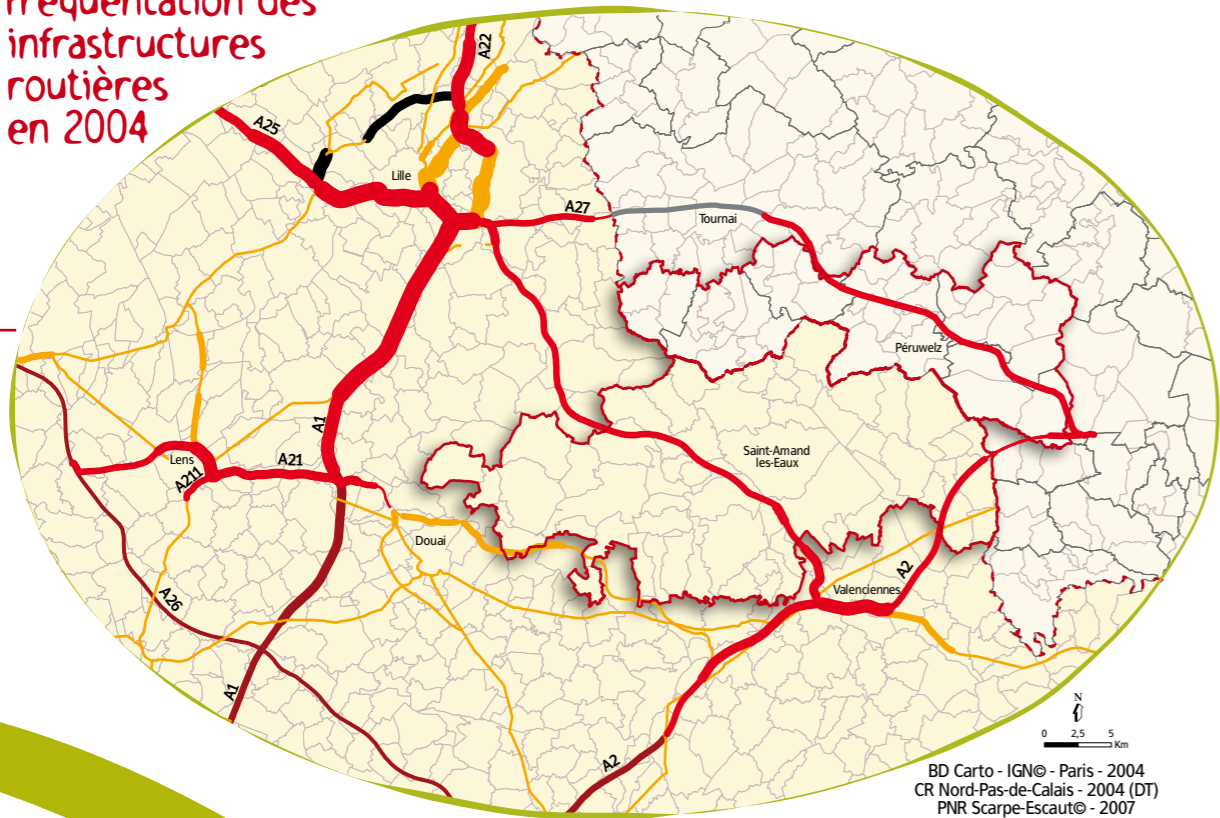 Fréquentation des
infrastructures
routières
en 2004
A22
A25
Lille
A27
Tournai
Péruwelz
A1
Lens
A211
A21
Saint-Amand
les-Eaux
Douai
A2
Valenciennes
A26
A1
A2
N
0 2,5 5 Km
BD Carto - IGN© - Paris - 2004
CR Nord-Pas-de-Calais - 2004 (DT)
PNR Scarpe-Escaut© - 2007